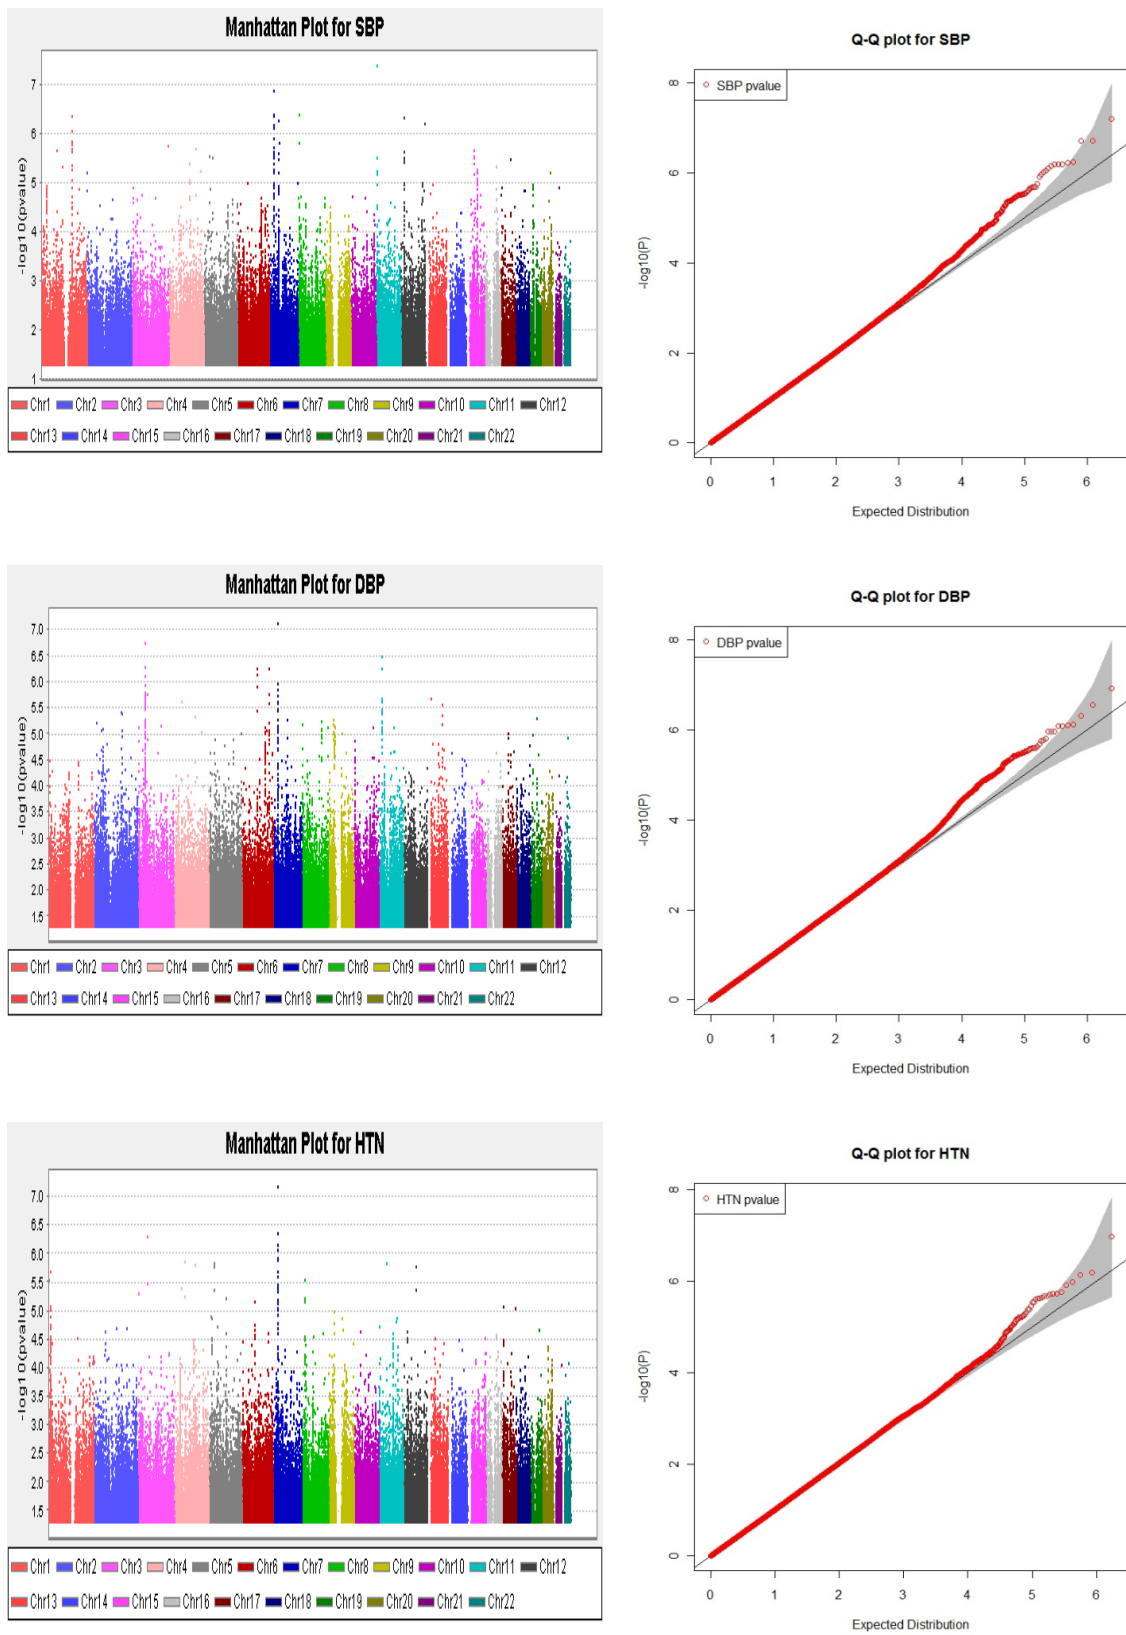 Manhattan Plot for SBP
-log10(pvalue)
7
6
5
4
3
2
1
Chr1 Chr2 Chr3 Chr4 Chr5 Chr6 Chr7 Chr8 Chr9 Chr10 Chr11 Chr12
Chr13 Chr14 Chr15 Chr16 Chr17 Chr18 Chr19 Chr20 Chr21 Chr22
Q-Q plot for SBP
SBP pvalue
-log10(P)
8
6
4
2
0
0 1 2 3 4 5 6
Expected Distribution
Manhattan Plot for DBP
-log10(pvalue)
7.0
6.5
6.0
5.5
5.0
4.5
4.0
3.5
3.0
2.5
2.0
1.5
Chr1 Chr2 Chr3 Chr4 Chr5 Chr6 Chr7 Chr8 Chr9 Chr10 Chr11 Chr12
Chr13 Chr14 Chr15 Chr16 Chr17 Chr18 Chr19 Chr20 Chr21 Chr22
Q-Q plot for DBP
DBP pvalue
-log10(P)
8
6
4
2
0
0 1 2 3 4 5 6
Expected Distribution
Manhattan Plot for HTN
-log10(pvalue)
7.0
6.5
6.0
5.5
5.0
4.5
4.0
3.5
3.0
2.5
2.0
1.5
Chr1 Chr2 Chr3 Chr4 Chr5 Chr6 Chr7 Chr8 Chr9 Chr10 Chr11 Chr12
Chr13 Chr14 Chr15 Chr16 Chr17 Chr18 Chr19 Chr20 Chr21 Chr22
Q-Q plot for HTN
HTN pvalue
-log10(P)
8
6
4
2
0
0 1 2 3 4 5 6
Expected Distribution